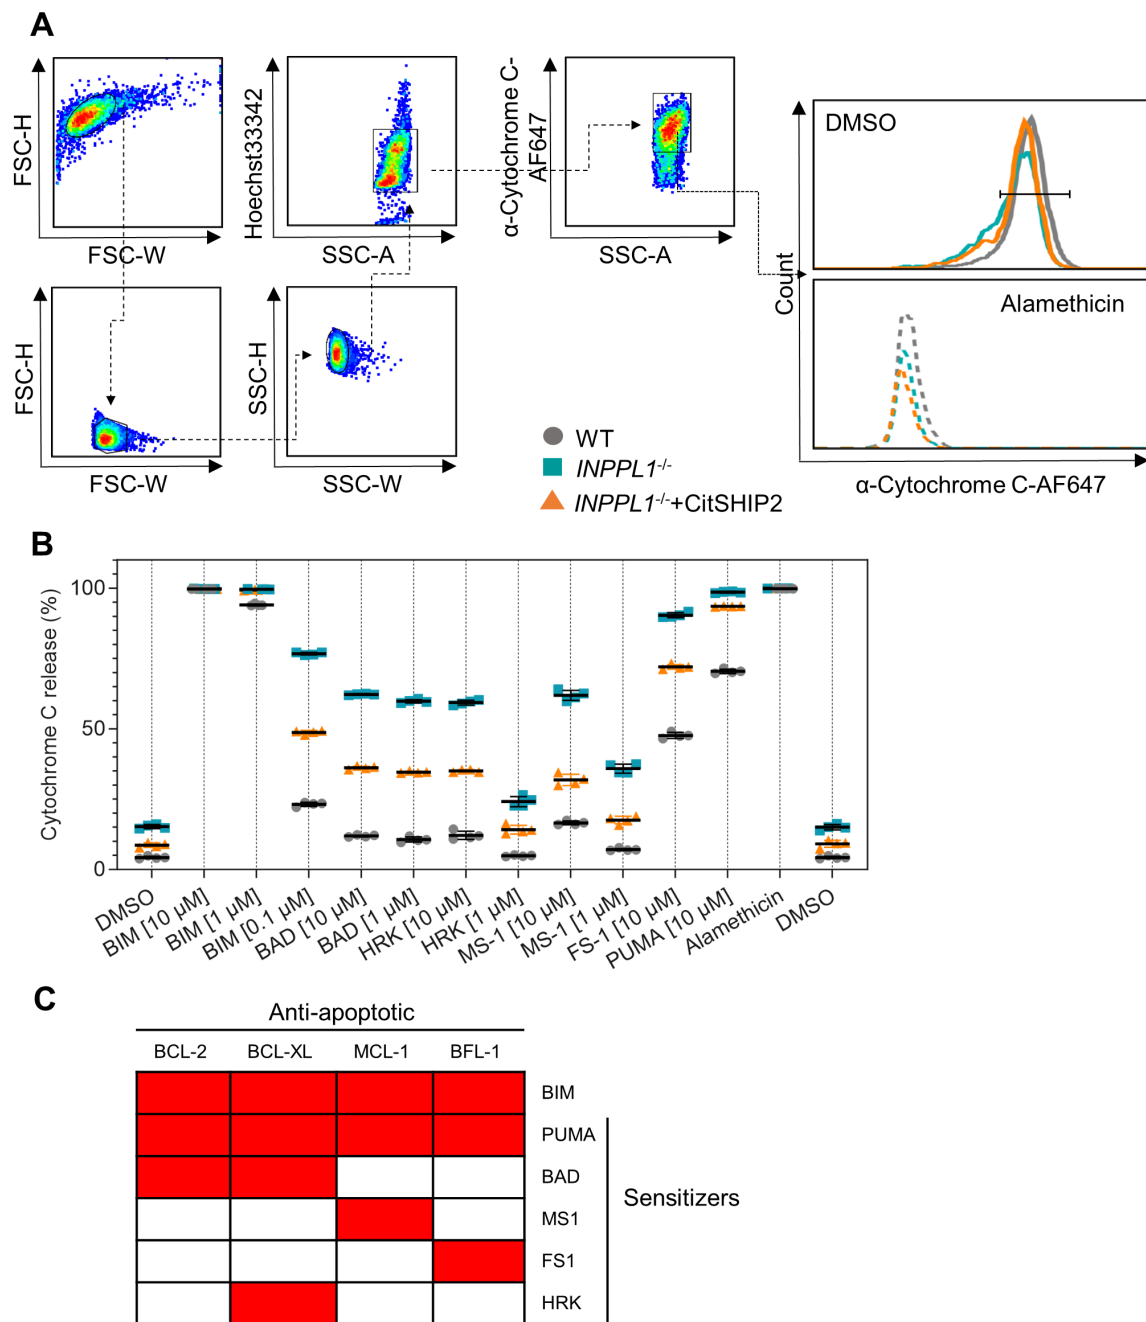 A
FSC-H
FSC-W
Hoechst33342
SSC-A
α-Cytochrome C-
AF647
SSC-A
DMSO
Alamethicin
Count
α-Cytochrome C-AF647
FSC-H
FSC-W
SSC-H
SSC-W
WT
INPPL1-/-
INPPL1-/-+CitSHIP2
B
Cytochrome C release (%)
100
50
0
DMSO
BIM [10 µM]
BIM [1 µM]
BIM [0.1 µM]
BAD [10 µM]
BAD [1 µM]
HRK [10 µM]
HRK [1 µM]
MS-1 [10 µM]
MS-1 [1 µM]
FS-1 [10 µM]
PUMA [10 µM]
Alamethicin
DMSO
C
Anti-apoptotic
BCL-2 BCL-XL MCL-1 BFL-1
BIM
PUMA
BAD
MS1
FS1
HRK
Sensitizers